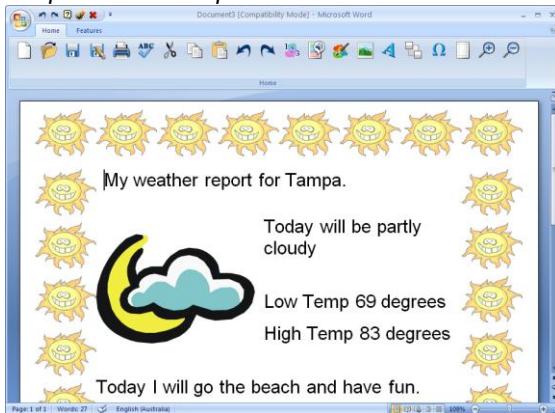 Document3 [Compatibility Mode] - Microsoft Word
Home Features
ABC
Home
My weather report for Tampa.
Today will be partly
cloudy
Low Temp 69 degrees
High Temp 83 degrees
Today I will go the beach and have fun.
Page: 1 of 1 Words: 27 English (Australia) 109%